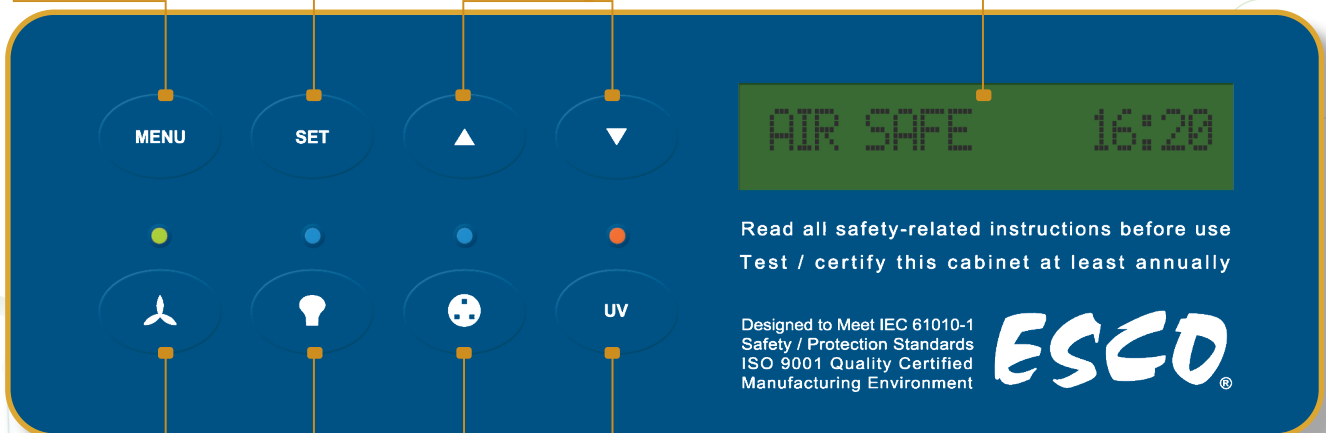 MENU SET ▲ ▼
AIR SAFE 16:20
Read all safety-related instructions before use
Test / certify this cabinet at least annually
UV
Designed to Meet IEC 61010-1
Safety / Protection Standards
ISO 9001 Quality Certified
Manufacturing Environment
ESCO®